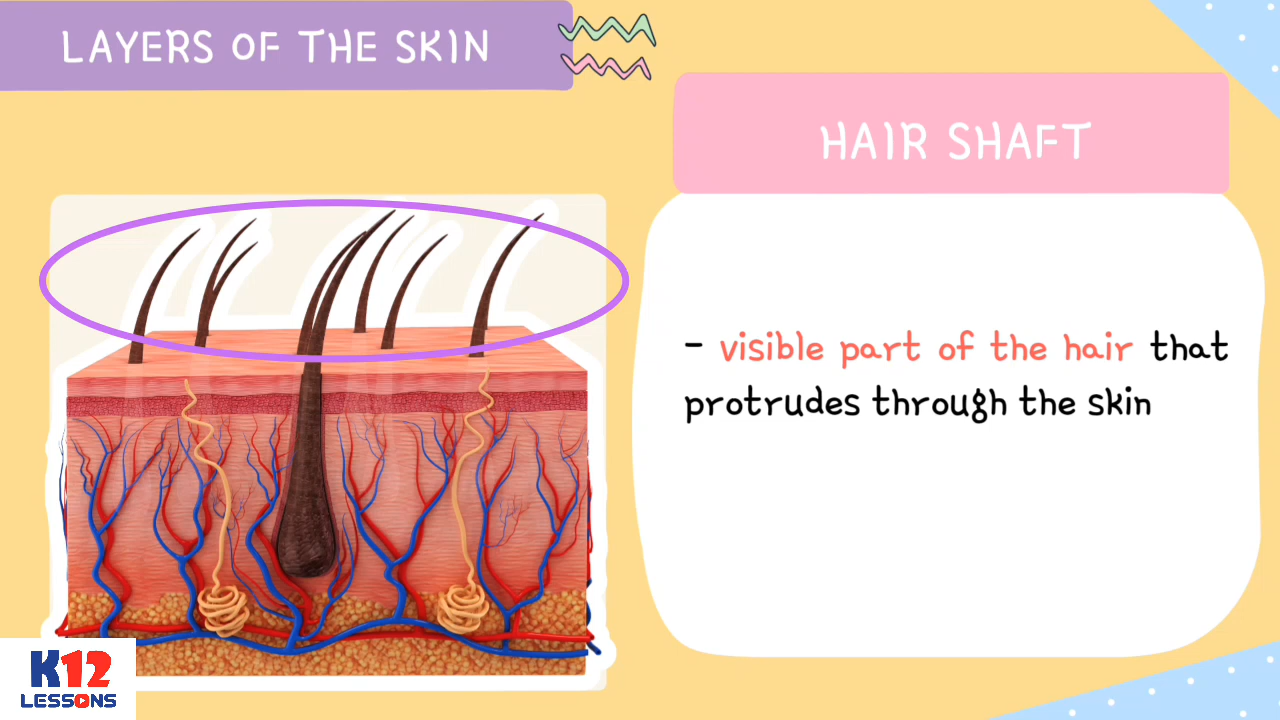 LAYERS OF THE SKIN
HAIR SHAFT
- visible part of the hair that
protrudes through the skin
K12
LESSONS